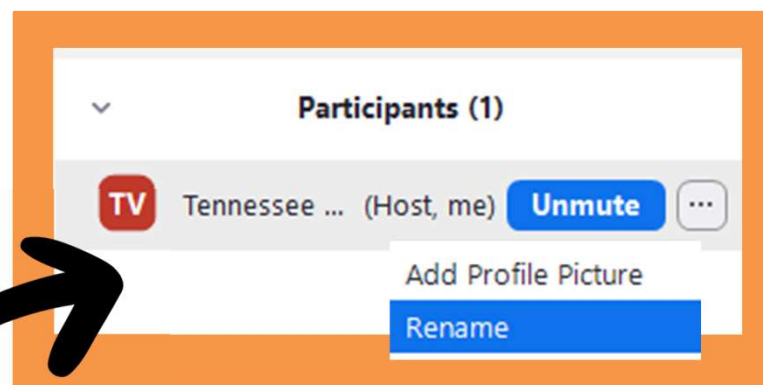 Participants (1)
TV Tennessee ... (Host, me) Unmute ...
Add Profile Picture
Rename